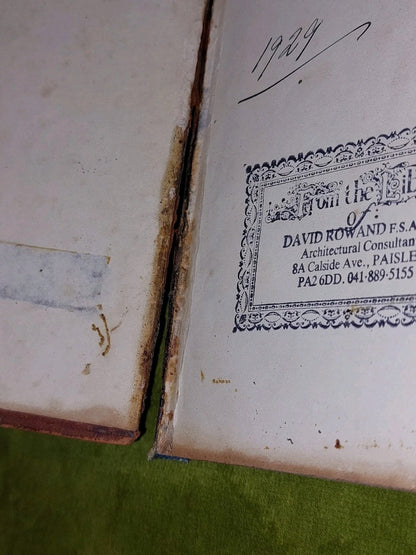 1929
From the Lib
of
DAVID ROWAND F.S.A
Architectural Consultan
8A Calside Ave., PAISLE
PA2 6DD. 041-889-5155